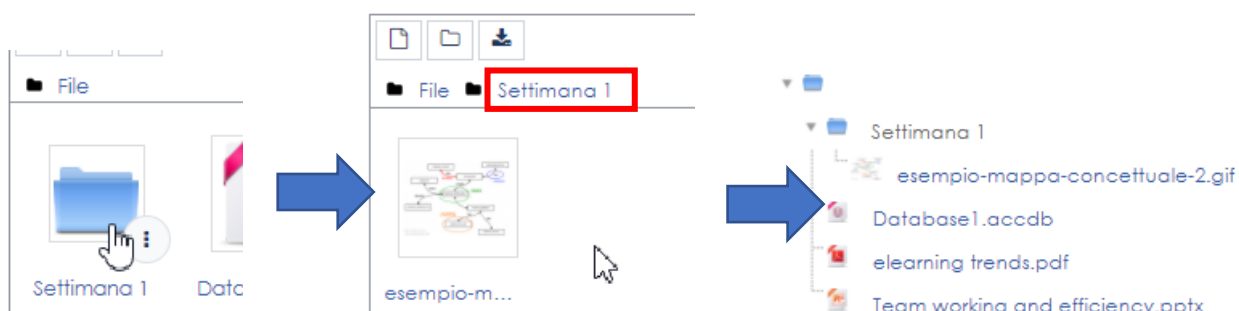 File
Settimana 1
File Settimana 1
esempio-m...
Settimana 1
esempio-mappa-concettuale-2.gif
Database1.accdb
elearning trends.pdf
Team working and efficiency.pptx